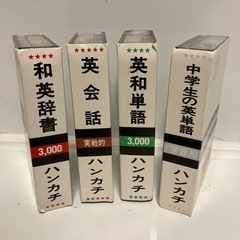 和英辞書
3,000
ハンカチ
英会話
実戦的
ハンカチ
英和単語
3,000
ハンカチ
中学生の英単語
ハンカチ